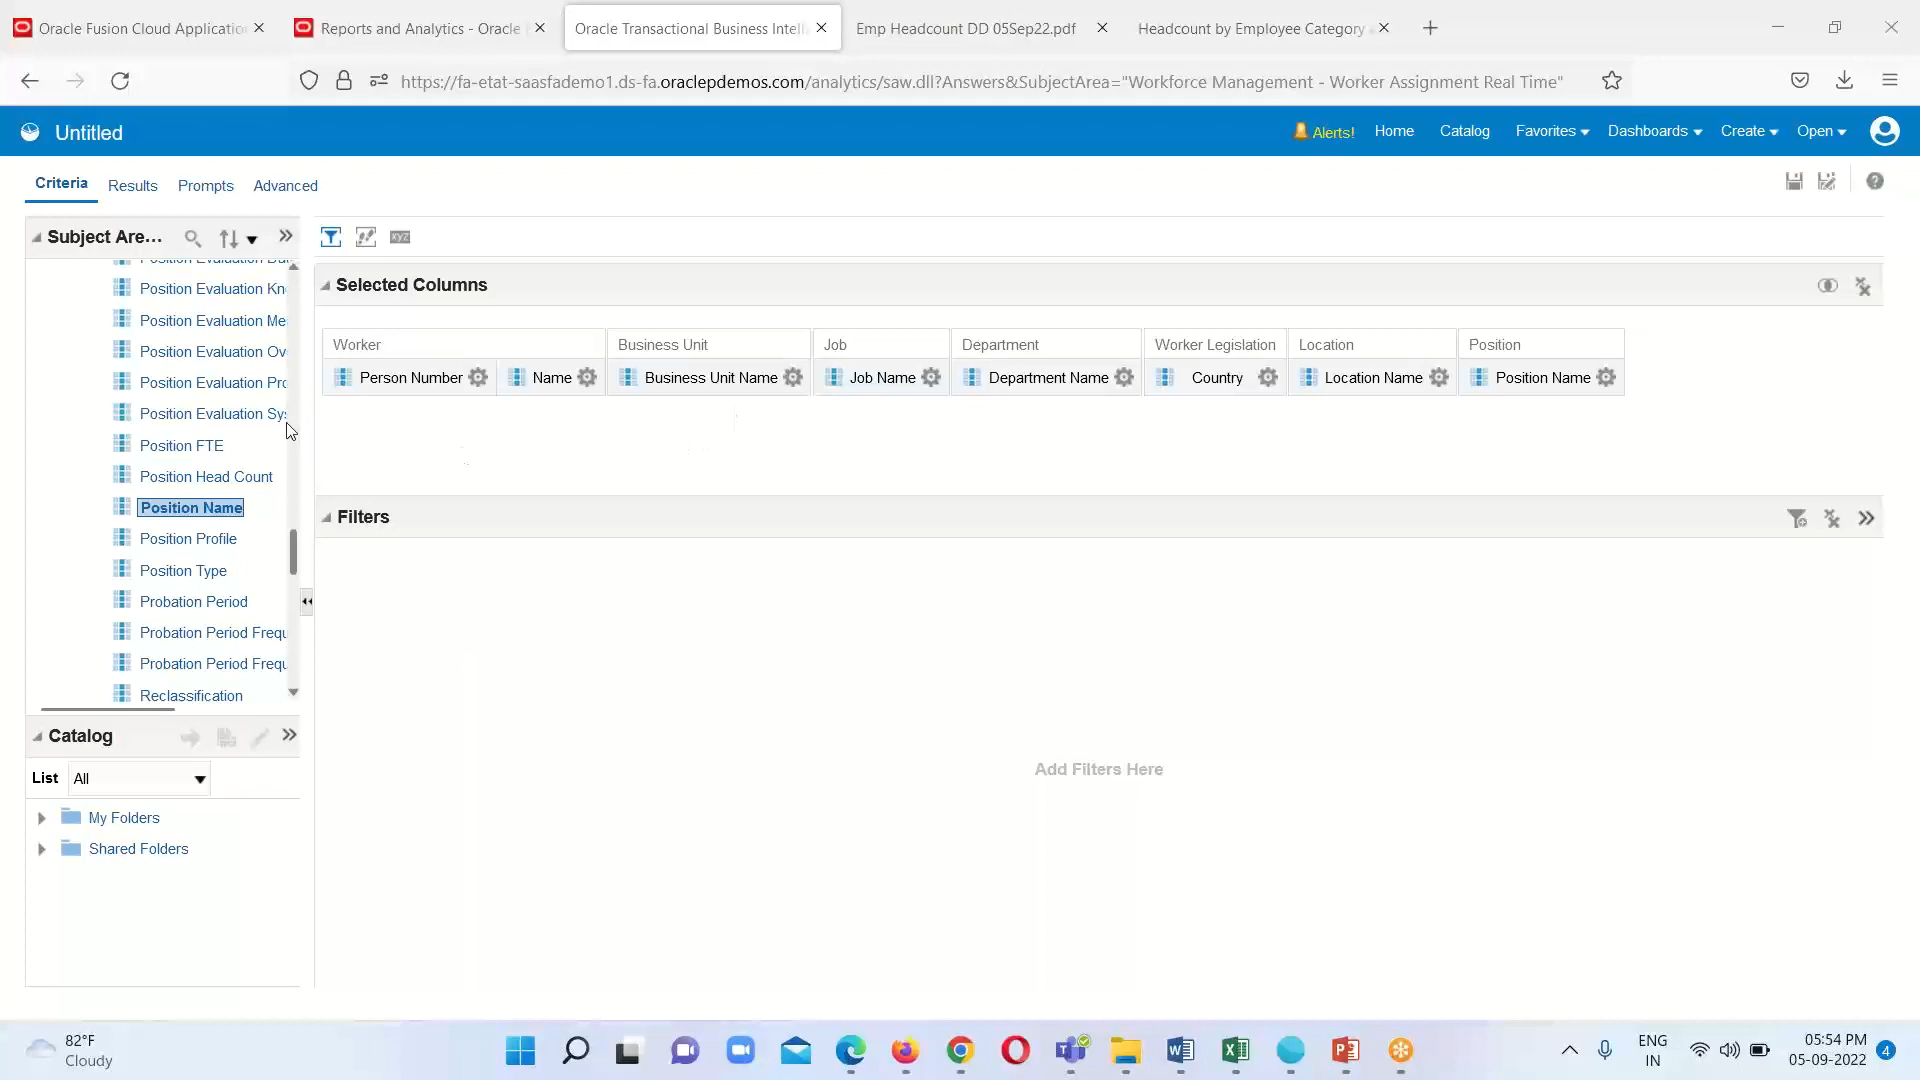 Oracle Fusion Cloud Applicatio
Reports and Analytics - Oracle
Oracle Transactional Business Intelli
Emp Headcount DD 05Sep22.pdf
Headcount by Employee Category
https://fa-etat-saasfademo1.ds-fa.oraclepdemos.com/analytics/saw.dll?Answers&SubjectArea="Workforce Management - Worker Assignment Real Time"
Untitled
Alerts! Home Catalog Favorites Dashboards Create Open
Criteria Results Prompts Advanced
Subject Are...
xyz
Selected Columns
Worker Business Unit Job Department Worker Legislation Location Position
Person Number Name Business Unit Name Job Name Department Name Country Location Name Position Name
Position Evaluation
Position Evaluation Kn
Position Evaluation Me
Position Evaluation Ov
Position Evaluation Pro
Position Evaluation Sys
Position FTE
Position Head Count
Position Name
Position Profile
Position Type
Probation Period
Probation Period Frequ
Probation Period Frequ
Reclassification
Filters
Add Filters Here
Catalog
List All
My Folders
Shared Folders
82°F
Cloudy
ENG
IN
05:54 PM
05-09-2022
4